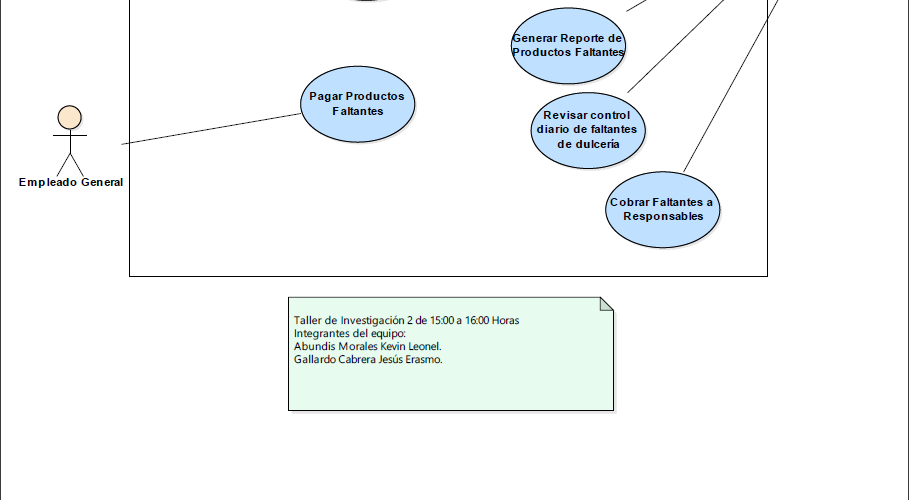 Generar Reporte de
Productos Faltantes
Pagar Productos
Faltantes
Revisar control
diario de faltantes
de dulcería
Empleado General
Cobrar Faltantes a
Responsables
Taller de Investigación 2 de 15:00 a 16:00 Horas
Integrantes del equipo:
Abundis Morales Kevin Leonel.
Gallardo Cabrera Jesús Erasmo.